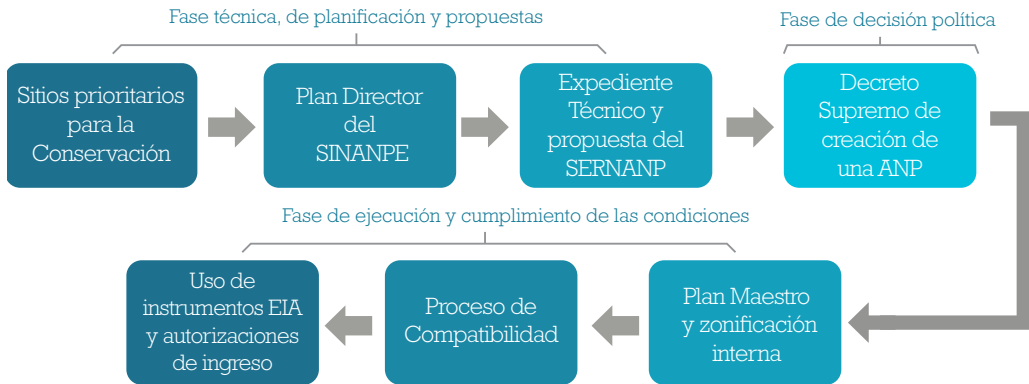 Fase técnica, de planificación y propuestas
Fase de decisión política
Sitios prioritarios
para la
Conservación
Plan Director
del
SINANPE
Expediente
Técnico y
propuesta del
SERNANP
Decreto
Supremo de
creación de
una ANP
Fase de ejecución y cumplimiento de las condiciones
Uso de
instrumentos EIA
y autorizaciones
de ingreso
Proceso de
Compatibilidad
Plan Maestro
y zonificación
interna